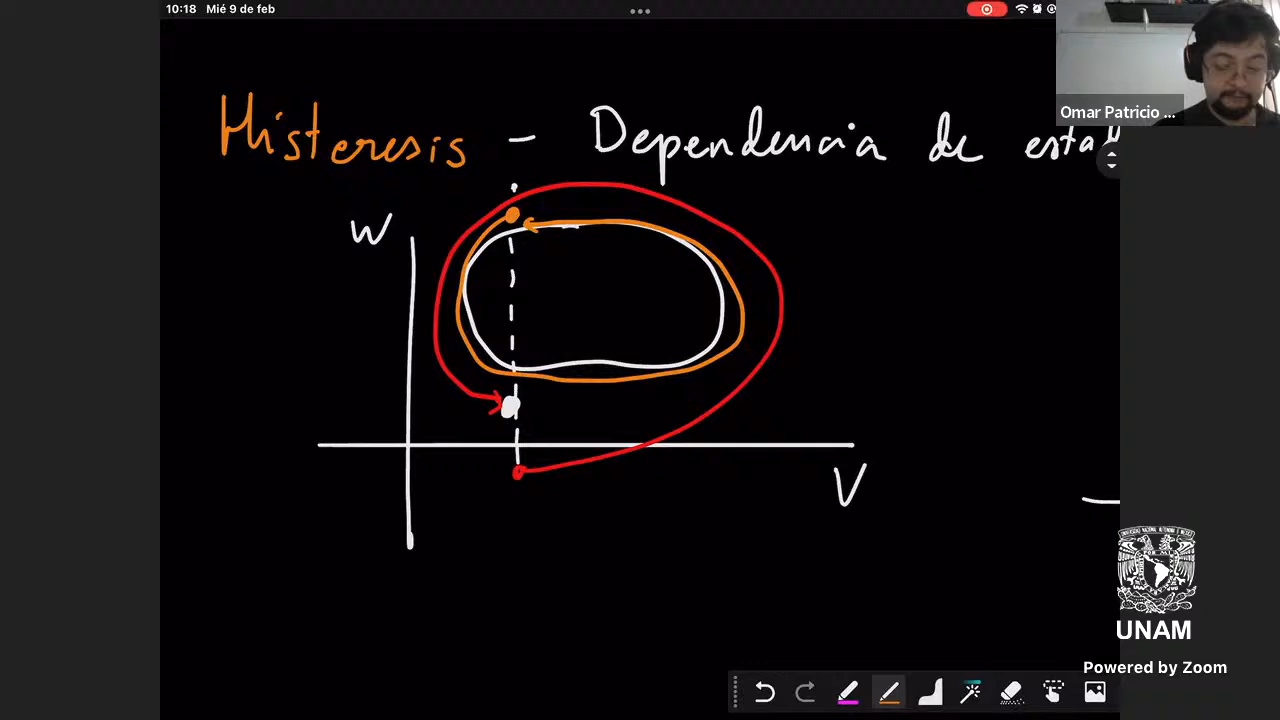 10:18 Mié 9 de feb
Omar Patricio ...
Histeresis - Dependencia de estad
W
V
UNAM
Powered by Zoom